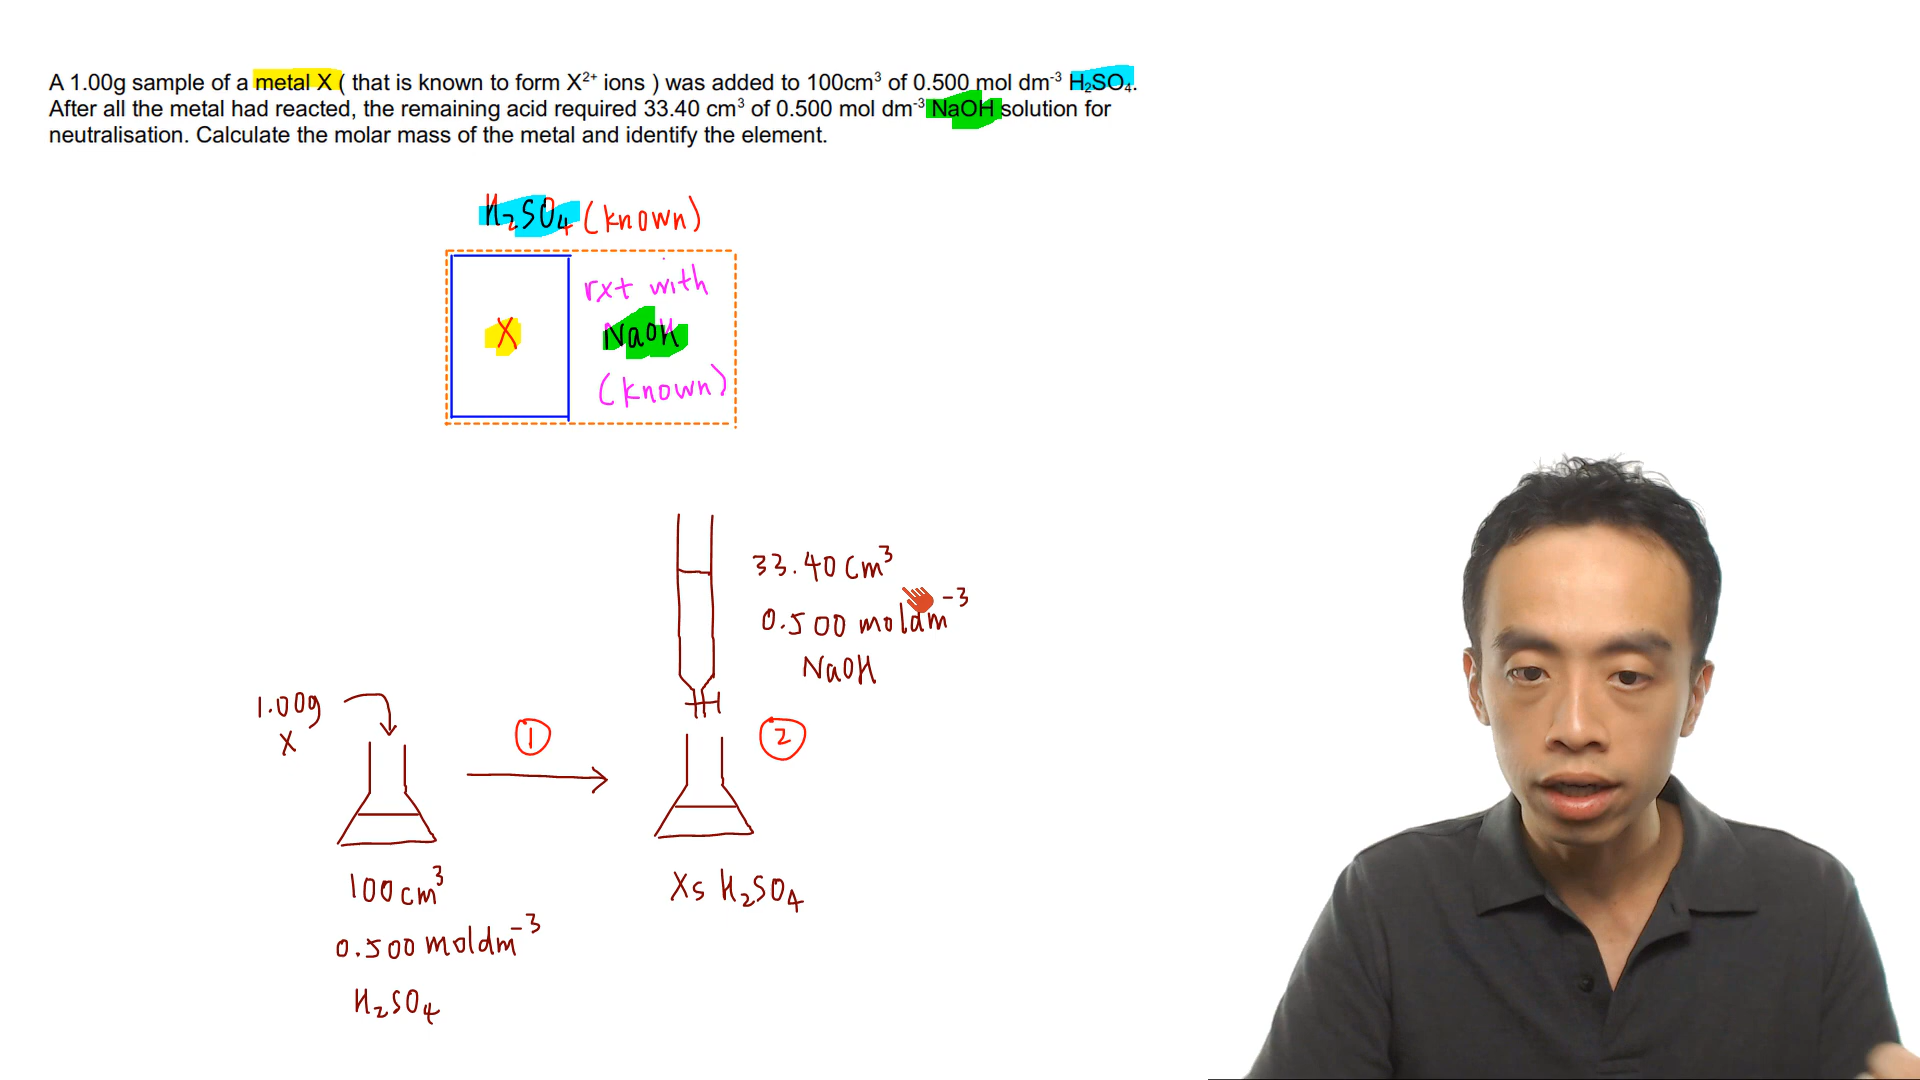 A 1.00g sample of a metal X ( that is known to form X²⁺ ions ) was added to 100cm³ of 0.500 mol dm⁻³ H₂SO₄.
After all the metal had reacted, the remaining acid required 33.40 cm³ of 0.500 mol dm⁻³ NaOH solution for
neutralisation. Calculate the molar mass of the metal and identify the element.
H₂SO₄ (known)
rxt with
X
NaOH
(known)
33.40 cm³
0.500 moldm⁻³
NaOH
1.00g
X
①
②
100cm³
0.500 moldm⁻³
H₂SO₄
Xs H₂SO₄